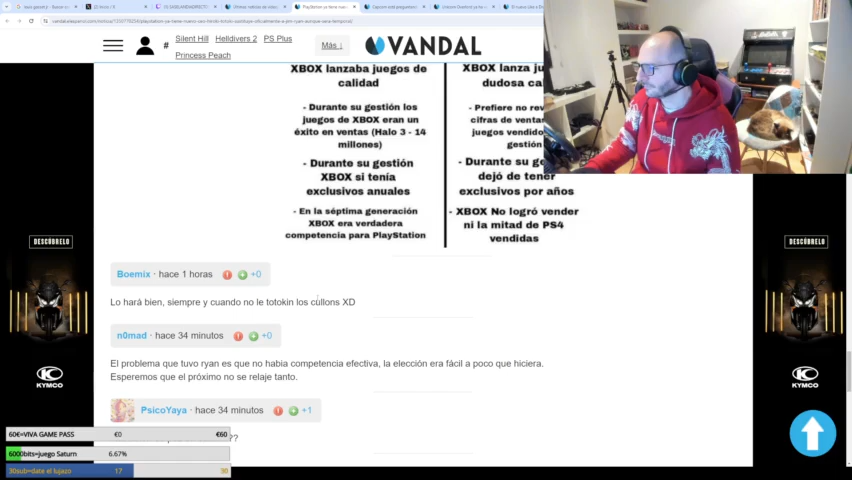 vandal.elespanol.com/noticia/
Silent Hill
Helldivers 2
PS Plus
#
Princess Peach
Más ↓
VANDAL
XBOX lanzaba juegos de
calidad
- Durante su gestión los
juegos de XBOX eran un
éxito en ventas (Halo 3 - 14
millones)
- Durante su gestión
XBOX si tenía
exclusivos anuales
- En la séptima generación
XBOX era verdadera
competencia para PlayStation
XBOX lanza ju
dudosa ca
- Prefiere no rev
cifras de venta
juegos vendido
gestión
- Durante su ge
dejó de tener
exclusivos por años
- XBOX No logró vender
ni la mitad de PS4
vendidas
DESCÚBRELO
DESCÚBRELO
KYMCO
KYMCO
Boemix · hace 1 horas +0
Lo hará bien, siempre y cuando no le totokin los cullons XD
n0mad · hace 34 minutos +0
El problema que tuvo ryan es que no habia competencia efectiva, la elección era fácil a poco que hiciera.
Esperemos que el próximo no se relaje tanto.
PsicoYaya · hace 34 minutos +1
??
60€=VIVA GAME PASS €0 €60
6000bits=juego Saturn 6.67%
30sub=date el lujazo 17 30